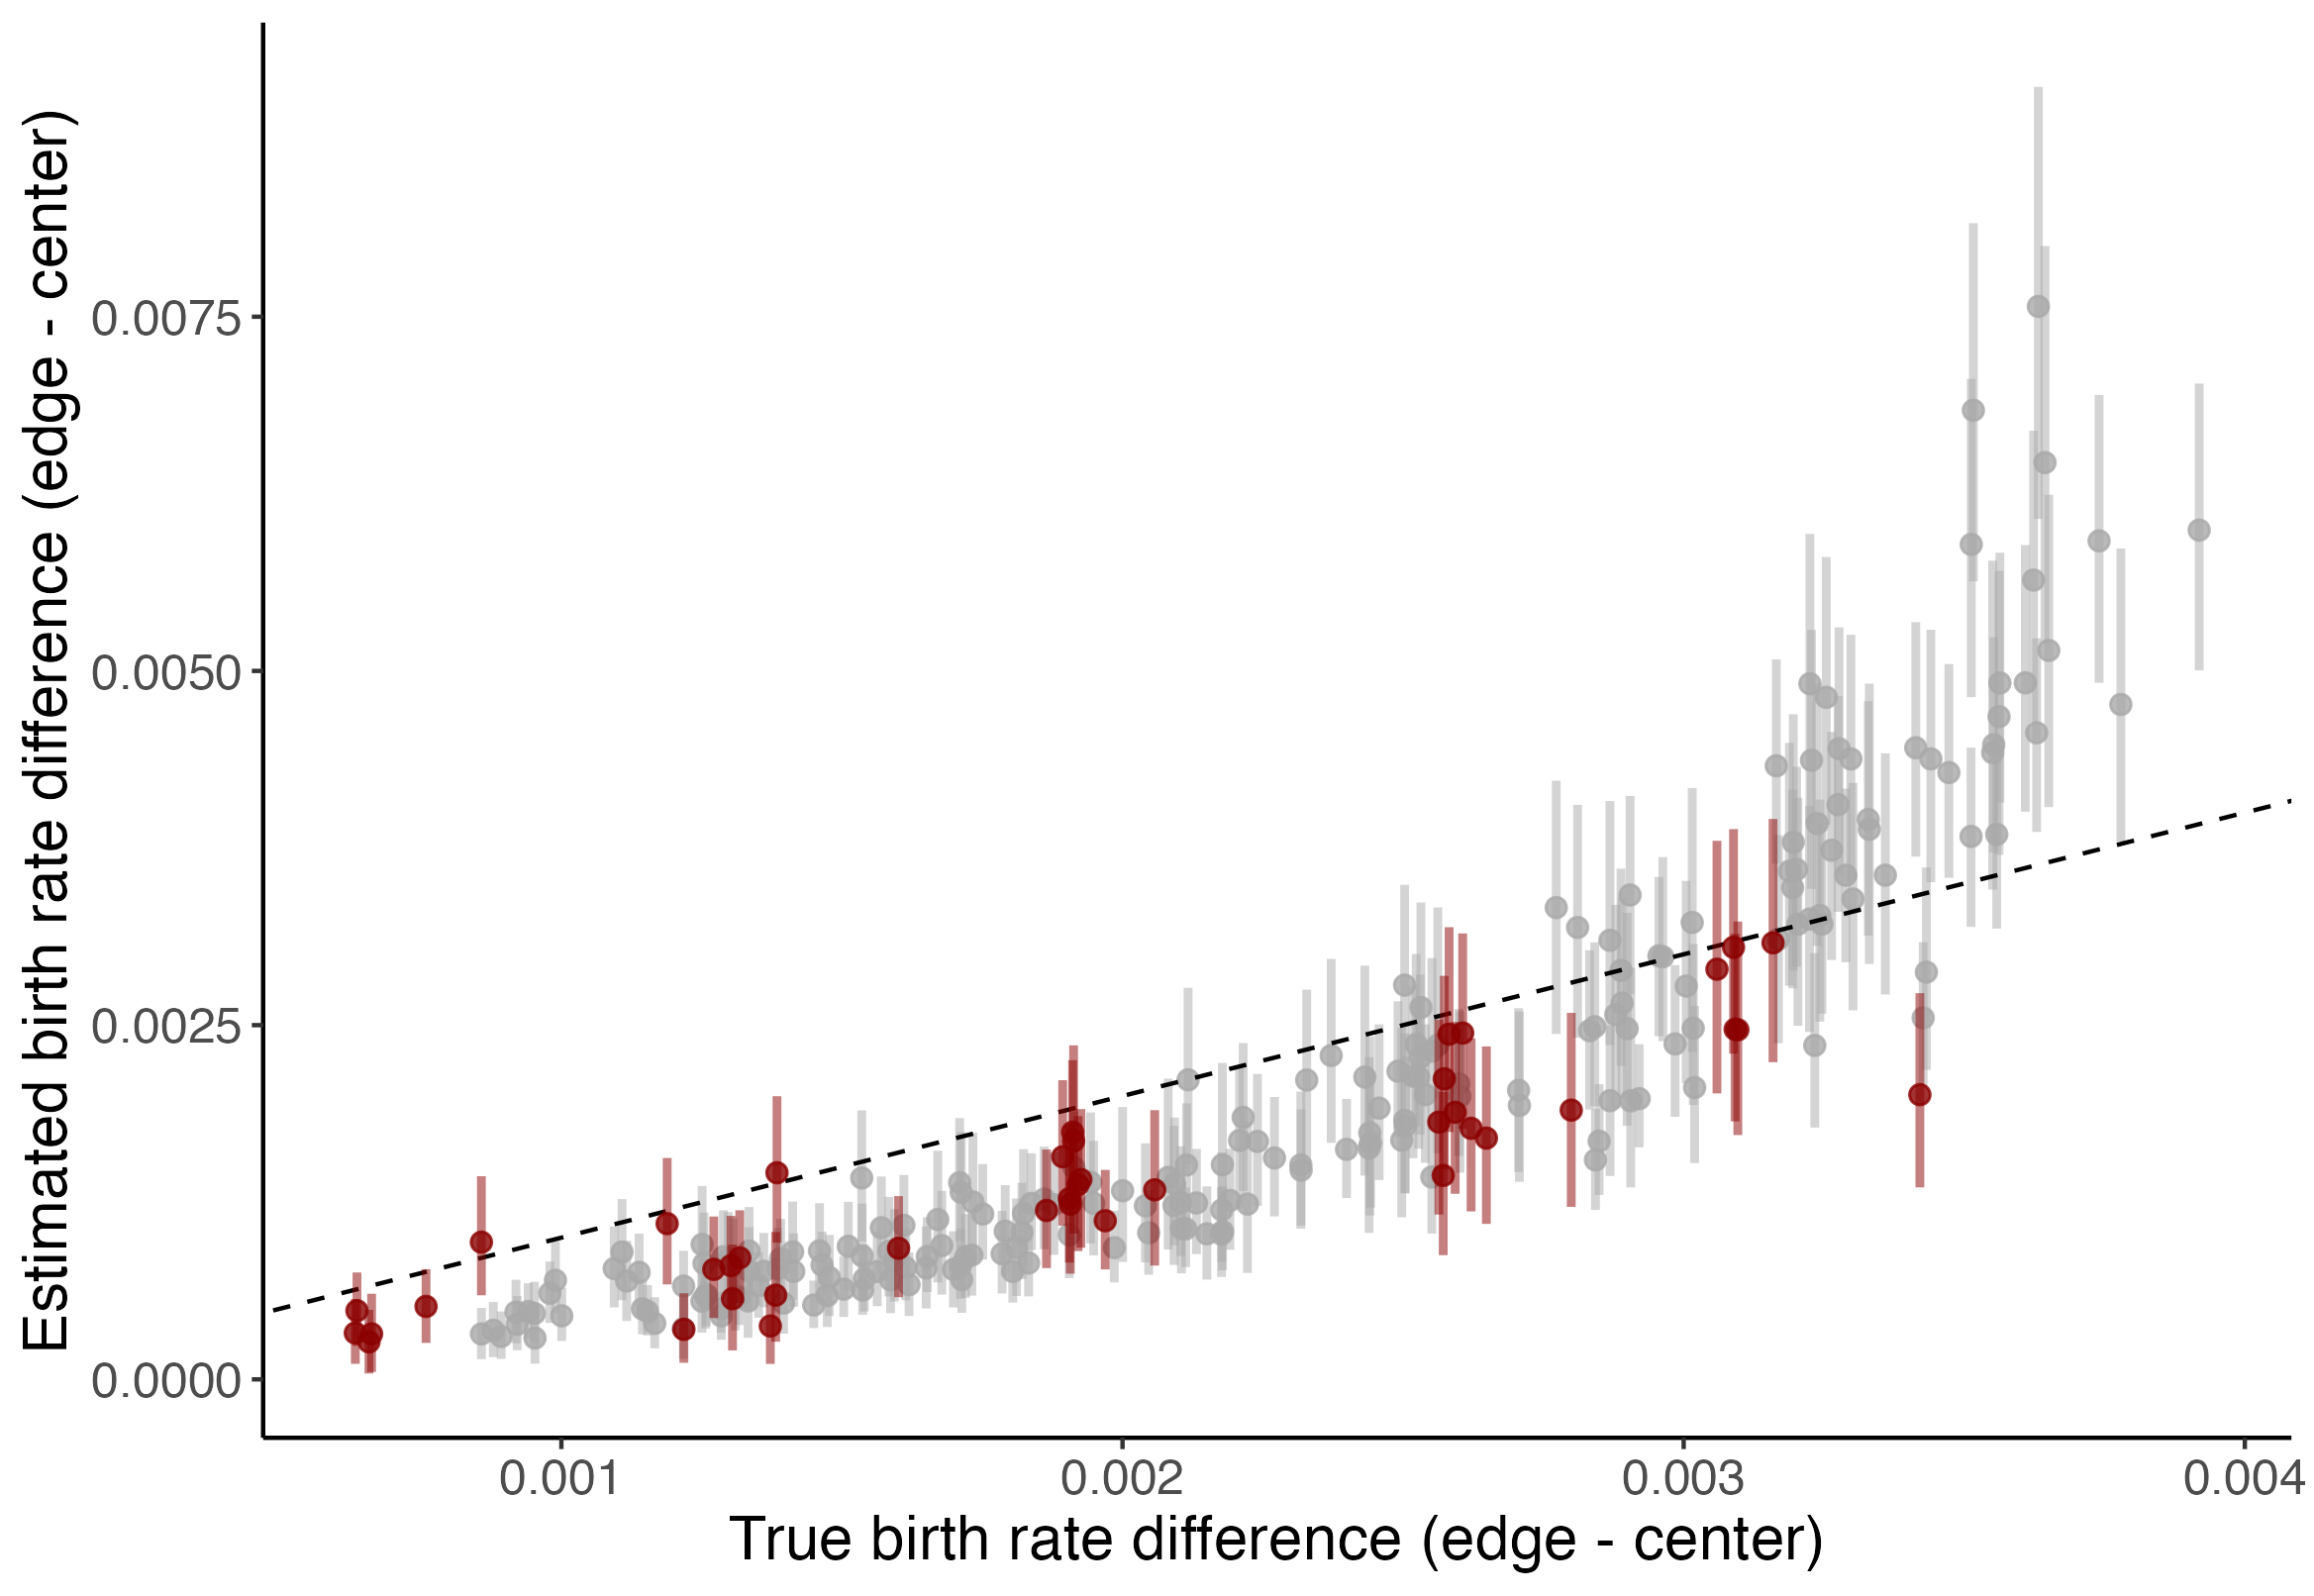 Estimated birth rate difference (edge - center)
0.0075
0.0050
0.0025
0.0000
0.001 0.002 0.003 0.004
True birth rate difference (edge - center)